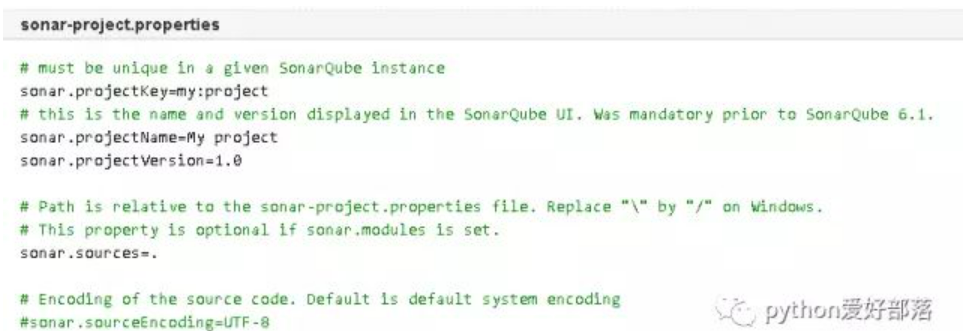 sonar-project.properties
# must be unique in a given SonarQube instance
sonar.projectKey=my:project
# this is the name and version displayed in the SonarQube UI. Was mandatory prior to SonarQube 6.1.
sonar.projectName=My project
sonar.projectVersion=1.0
# Path is relative to the sonar-project.properties file. Replace "\" by "/" on Windows.
# This property is optional if sonar.modules is set.
sonar.sources=.
# Encoding of the source code. Default is default system encoding
#sonar.sourceEncoding=UTF-8
python爱好部落